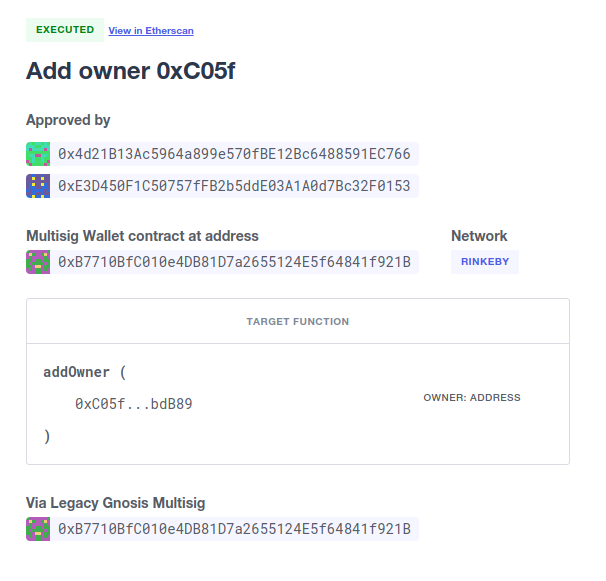 EXECUTED View in Etherscan
Add owner 0xC05f
Approved by
0x4d21B13Ac5964a899e570fBE12Bc6488591EC766
0xE3D450F1C50757fFB2b5ddE03A1A0d7Bc32F0153
Multisig Wallet contract at address Network
0xB7710BfC010e4DB81D7a2655124E5f64841f921B RINKEBY
TARGET FUNCTION
addOwner (
0xC05f...bdB89 OWNER: ADDRESS
)
Via Legacy Gnosis Multisig
0xB7710BfC010e4DB81D7a2655124E5f64841f921B